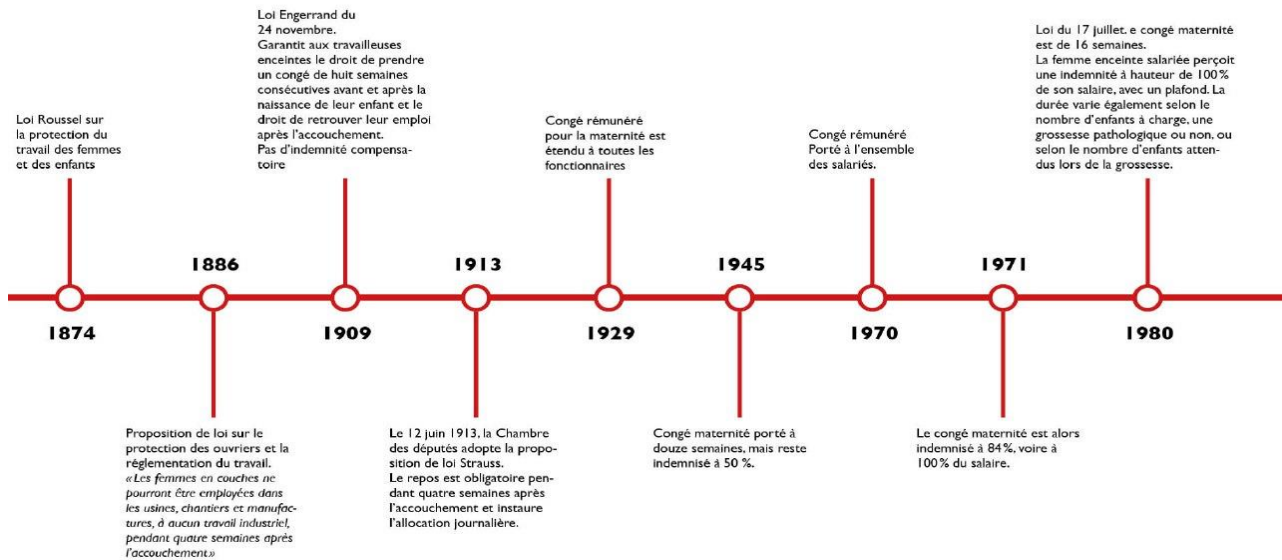 Loi Roussel sur
la protection du
travail des femmes
et des enfants
1874
1886
Proposition de loi sur le
protection des ouvriers et la
réglementation du travail.
«Les femmes en couches ne
pourront être employées dans
les usines, chantiers et manufac-
tures, à aucun travail industriel,
pendant quatre semaines après
l'accouchement.»
Loi Engerrand du
24 novembre.
Garantit aux travailleuses
enceintes le droit de prendre
un congé de huit semaines
consécutives avant et après la
naissance de leur enfant et le
droit de retrouver leur emploi
après l'accouchement.
Pas d'indemnité compensa-
toire
1909
1913
Le 12 juin 1913, la Chambre
des députés adopte la propo-
sition de loi Strauss.
Le repos est obligatoire pen-
dant quatre semaines après
l'accouchement et instaure
l'allocation journalière.
Congé rémunéré
pour la maternité est
étendu à toutes les
fonctionnaires
1929
1945
Congé maternité porté à
douze semaines, mais reste
indemnisé à 50 %.
Congé rémunéré
Porté à l'ensemble
des salariés.
1970
1971
Le congé maternité est alors
indemnisé à 84%, voire à
100% du salaire.
Loi du 17 juillet. e congé maternité
est de 16 semaines.
La femme enceinte salariée perçoit
une indemnité à hauteur de 100%
de son salaire, avec un plafond. La
durée varie également selon le
nombre d'enfants à charge, une
grossesse pathologique ou non, ou
selon le nombre d'enfants atten-
dus lors de la grossesse.
1980